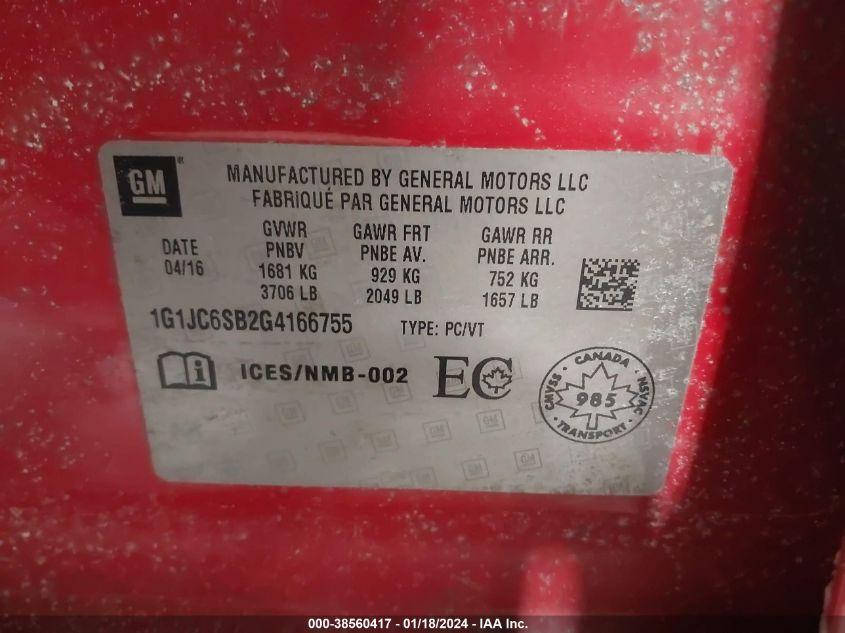 GM
MANUFACTURED BY GENERAL MOTORS LLC
FABRIQUÉ PAR GENERAL MOTORS LLC
DATE
04/16
GVWR
PNBV
1681 KG
3706 LB
GAWR FRT
PNBE AV.
929 KG
2049 LB
GAWR RR
PNBE ARR.
752 KG
1657 LB
1G1JC6SB2G4166755 TYPE: PC/VT
i ICES/NMB-002 EC
CANADA
CMVSS 985 NSVAC
TRANSPORT
000-38560417 - 01/18/2024 - IAA Inc.